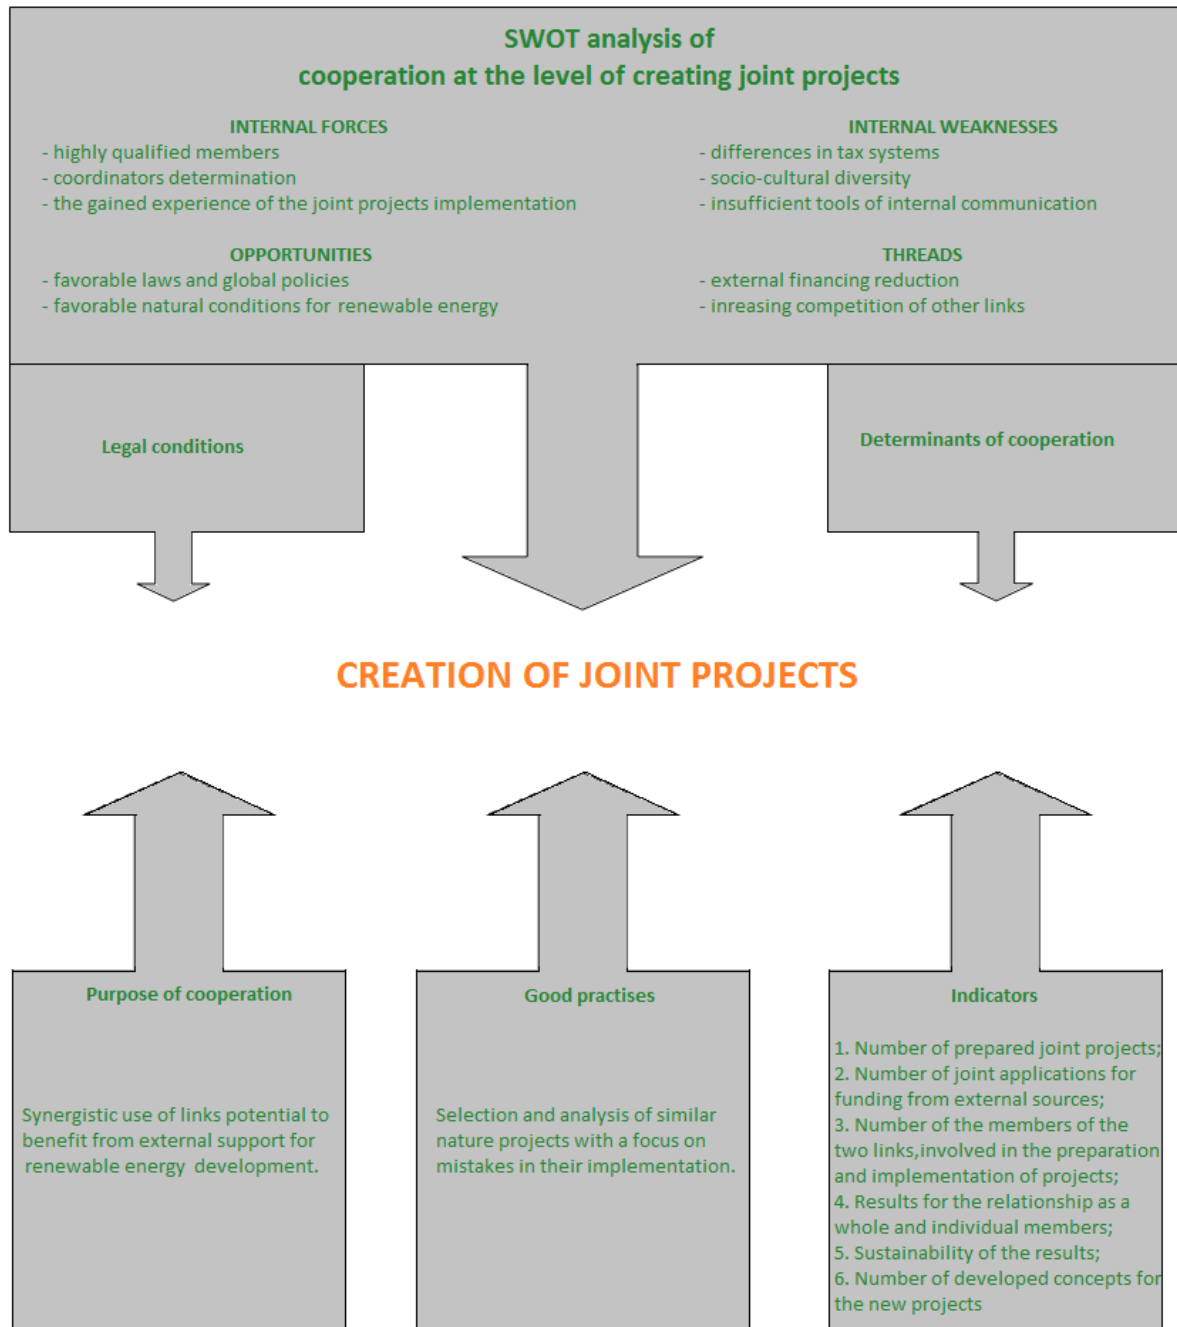 SWOT analysis of
cooperation at the level of creating joint projects
INTERNAL FORCES
- highly qualified members
- coordinators determination
- the gained experience of the joint projects implementation
INTERNAL WEAKNESSES
- differences in tax systems
- socio-cultural diversity
- insufficient tools of internal communication
OPPORTUNITIES
- favorable laws and global policies
- favorable natural conditions for renewable energy
THREADS
- external financing reduction
- inreasing competition of other links
Legal conditions
Determinants of cooperation
CREATION OF JOINT PROJECTS
Purpose of cooperation
Synergistic use of links potential to
benefit from external support for
renewable energy development.
Good practises
Selection and analysis of similar
nature projects with a focus on
mistakes in their implementation.
Indicators
1. Number of prepared joint projects;
2. Number of joint applications for
funding from external sources;
3. Number of the members of the
two links,involved in the preparation
and implementation of projects;
4. Results for the relationship as a
whole and individual members;
5. Sustainability of the results;
6. Number of developed concepts for
the new projects